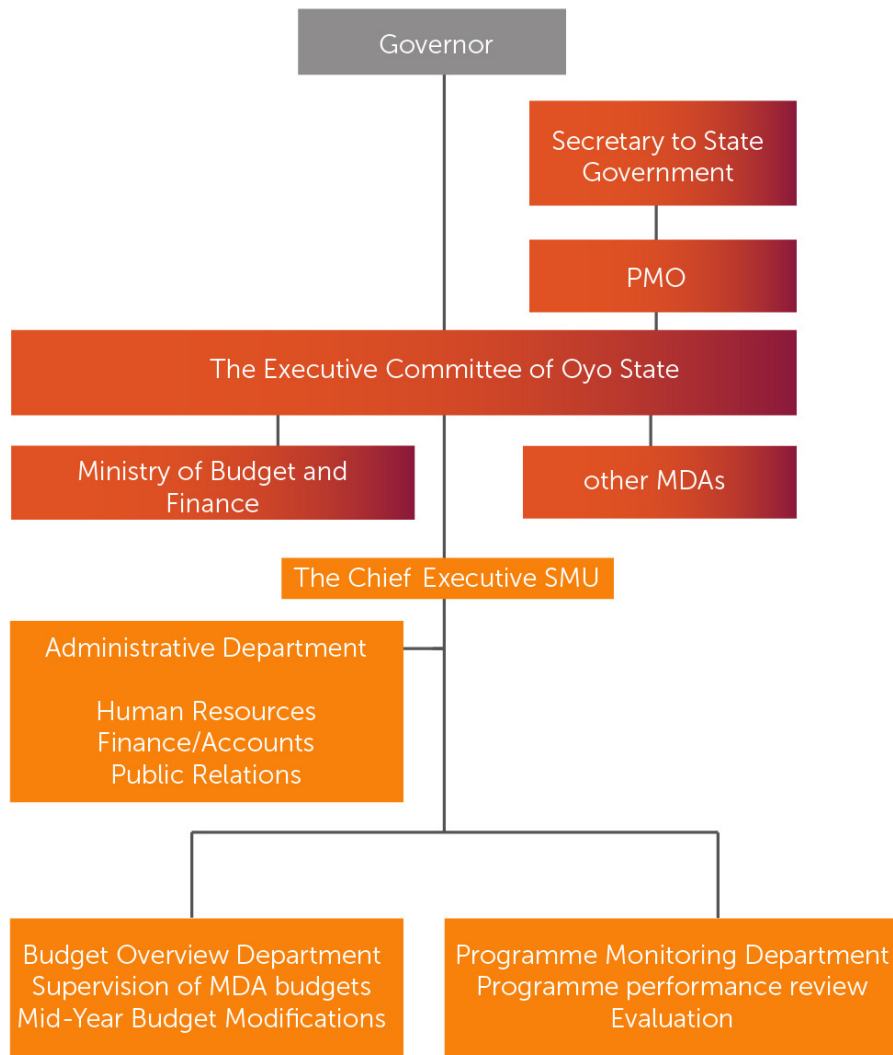 Governor
Secretary to State
Government
PMO
The Executive Committee of Oyo State
Ministry of Budget and
Finance
other MDAs
The Chief Executive SMU
Administrative Department
Human Resources
Finance/Accounts
Public Relations
Budget Overview Department
Supervision of MDA budgets
Mid-Year Budget Modifications
Programme Monitoring Department
Programme performance review
Evaluation